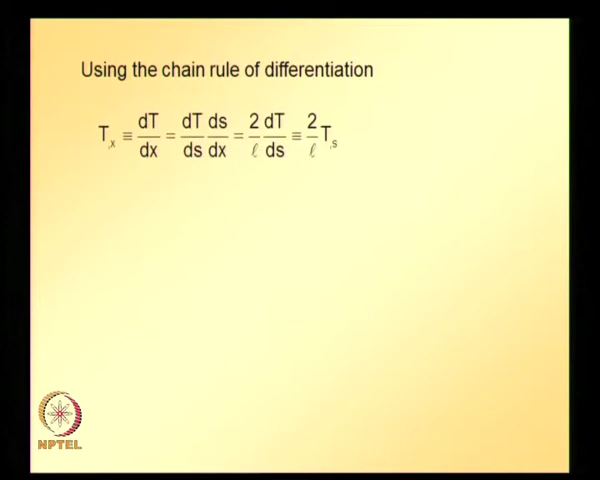 Using the chain rule of differentiation
T,x ≡ dT/dx = dT/ds ds/dx = 2/ℓ dT/ds ≡ 2/ℓ T,s
NPTEL